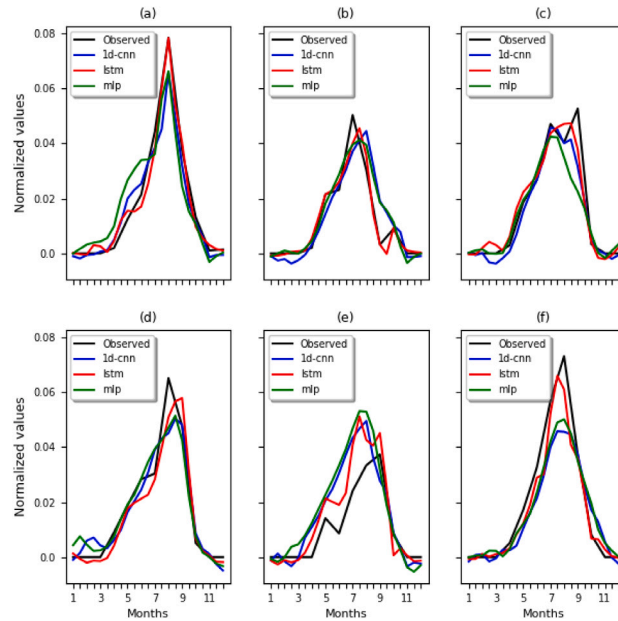 (a)
(b)
(c)
Normalized values
0.08
0.06
0.04
0.02
0.0
Observed
1d-cnn
lstm
mlp
Observed
1d-cnn
lstm
mlp
Observed
1d-cnn
lstm
mlp
(d)
(e)
(f)
Normalized values
0.08
0.06
0.04
0.02
0.0
Observed
1d-cnn
lstm
mlp
Observed
1d-cnn
lstm
mlp
Observed
1d-cnn
lstm
mlp
1 3 5 7 9 11
1 3 5 7 9 11
1 3 5 7 9 11
Months
Months
Months